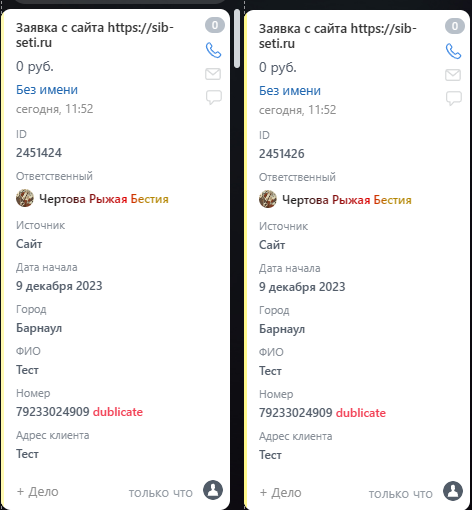 Заявка с сайта https://sib-
seti.ru
0
0 руб.
Без имени
сегодня, 11:52
ID
2451424
Ответственный
Чертова Рыжая Бестия
Источник
Сайт
Дата начала
9 декабря 2023
Город
Барнаул
ФИО
Тест
Номер
79233024909 dublicate
Адрес клиента
Тест
+ Дело
только что
Заявка с сайта https://sib-
seti.ru
0
0 руб.
Без имени
сегодня, 11:52
ID
2451426
Ответственный
Чертова Рыжая Бестия
Источник
Сайт
Дата начала
9 декабря 2023
Город
Барнаул
ФИО
Тест
Номер
79233024909 dublicate
Адрес клиента
Тест
+ Дело
только что